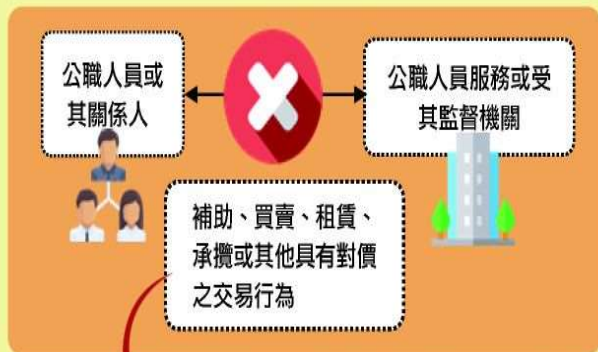 公職人員或
其關係人
公職人員服務或受
其監督機關
補助、買賣、租賃、
承攬或其他具有對價
之交易行為